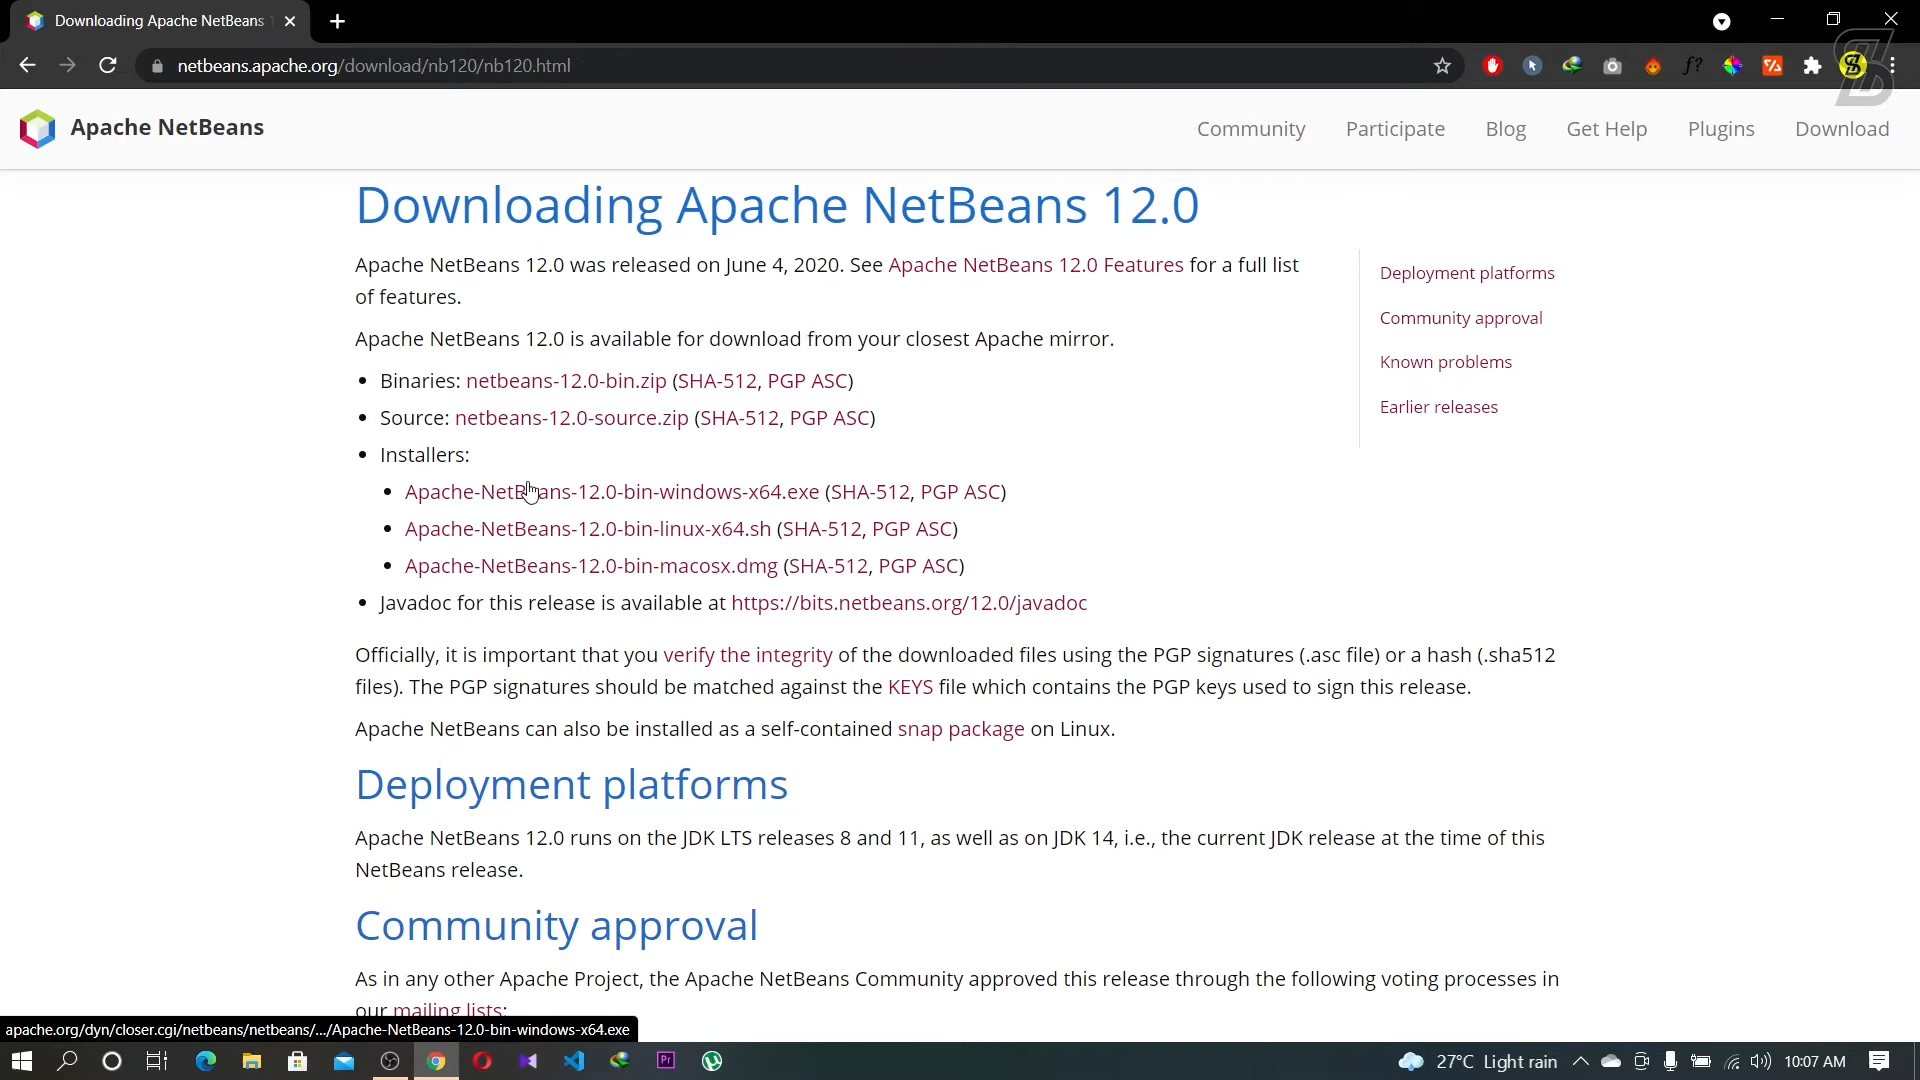 Downloading Apache NetBeans
netbeans.apache.org/download/nb120/nb120.html
Apache NetBeans
Community Participate Blog Get Help Plugins Download
Downloading Apache NetBeans 12.0
Apache NetBeans 12.0 was released on June 4, 2020. See Apache NetBeans 12.0 Features for a full list
of features.
Deployment platforms
Community approval
Known problems
Earlier releases
Apache NetBeans 12.0 is available for download from your closest Apache mirror.
• Binaries: netbeans-12.0-bin.zip (SHA-512, PGP ASC)
• Source: netbeans-12.0-source.zip (SHA-512, PGP ASC)
• Installers:
• Apache-NetBeans-12.0-bin-windows-x64.exe (SHA-512, PGP ASC)
• Apache-NetBeans-12.0-bin-linux-x64.sh (SHA-512, PGP ASC)
• Apache-NetBeans-12.0-bin-macosx.dmg (SHA-512, PGP ASC)
• Javadoc for this release is available at https://bits.netbeans.org/12.0/javadoc
Officially, it is important that you verify the integrity of the downloaded files using the PGP signatures (.asc file) or a hash (.sha512
files). The PGP signatures should be matched against the KEYS file which contains the PGP keys used to sign this release.
Apache NetBeans can also be installed as a self-contained snap package on Linux.
Deployment platforms
Apache NetBeans 12.0 runs on the JDK LTS releases 8 and 11, as well as on JDK 14, i.e., the current JDK release at the time of this
NetBeans release.
Community approval
As in any other Apache Project, the Apache NetBeans Community approved this release through the following voting processes in
our mailing lists:
apache.org/dyn/closer.cgi/netbeans/netbeans/.../Apache-NetBeans-12.0-bin-windows-x64.exe
Pr
27°C Light rain
10:07 AM